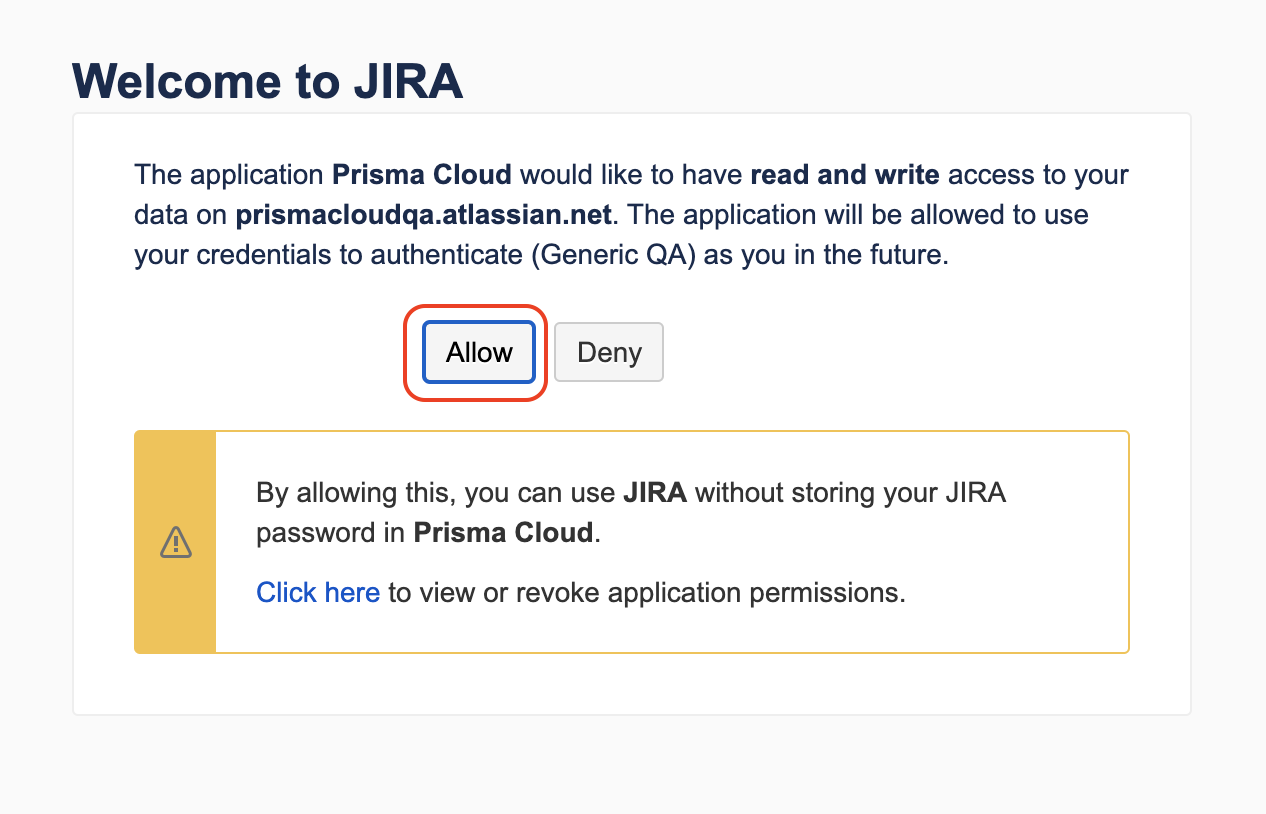 Welcome to JIRA
The application Prisma Cloud would like to have read and write access to your
data on prismacloudqa.atlassian.net. The application will be allowed to use
your credentials to authenticate (Generic QA) as you in the future.
Allow Deny
By allowing this, you can use JIRA without storing your JIRA
password in Prisma Cloud.
Click here to view or revoke application permissions.